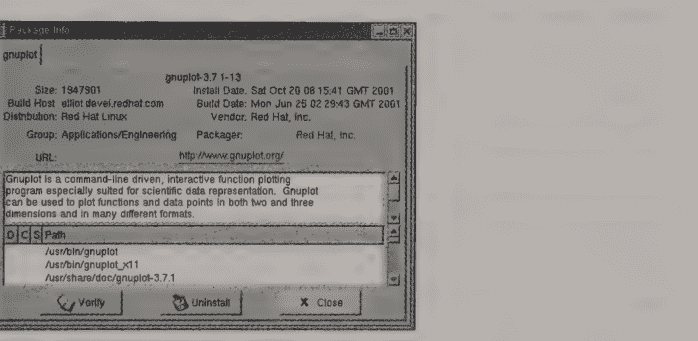 Package Info
gnuplot
gnuplot-3.7 1-13
Size: 1947901 Install Date. Sat Oct 20 08 15:41 GMT 2001
Build Host elliot devel.redhat com Build Date: Mon Jun 25 02 29:43 GMT 2001
Distribution: Red Hat Linux Vendor. Red Hat, Inc.
Group: Applications/Engineering Packager: Red Hat, Inc.
URL: http://www.gnuplot.org/
Gnuplot is a command-line driven, interactive function plotting
program especially suited for scientific data representation. Gnuplot
can be used to plot functions and data points in both two and three
dimensions and in many different formats.
D C S Path
/usr/bin/gnuplot
/usr/bin/gnuplot_x11
/usr/share/doc/gnuplot-3.7.1
Verify Uninstall Close